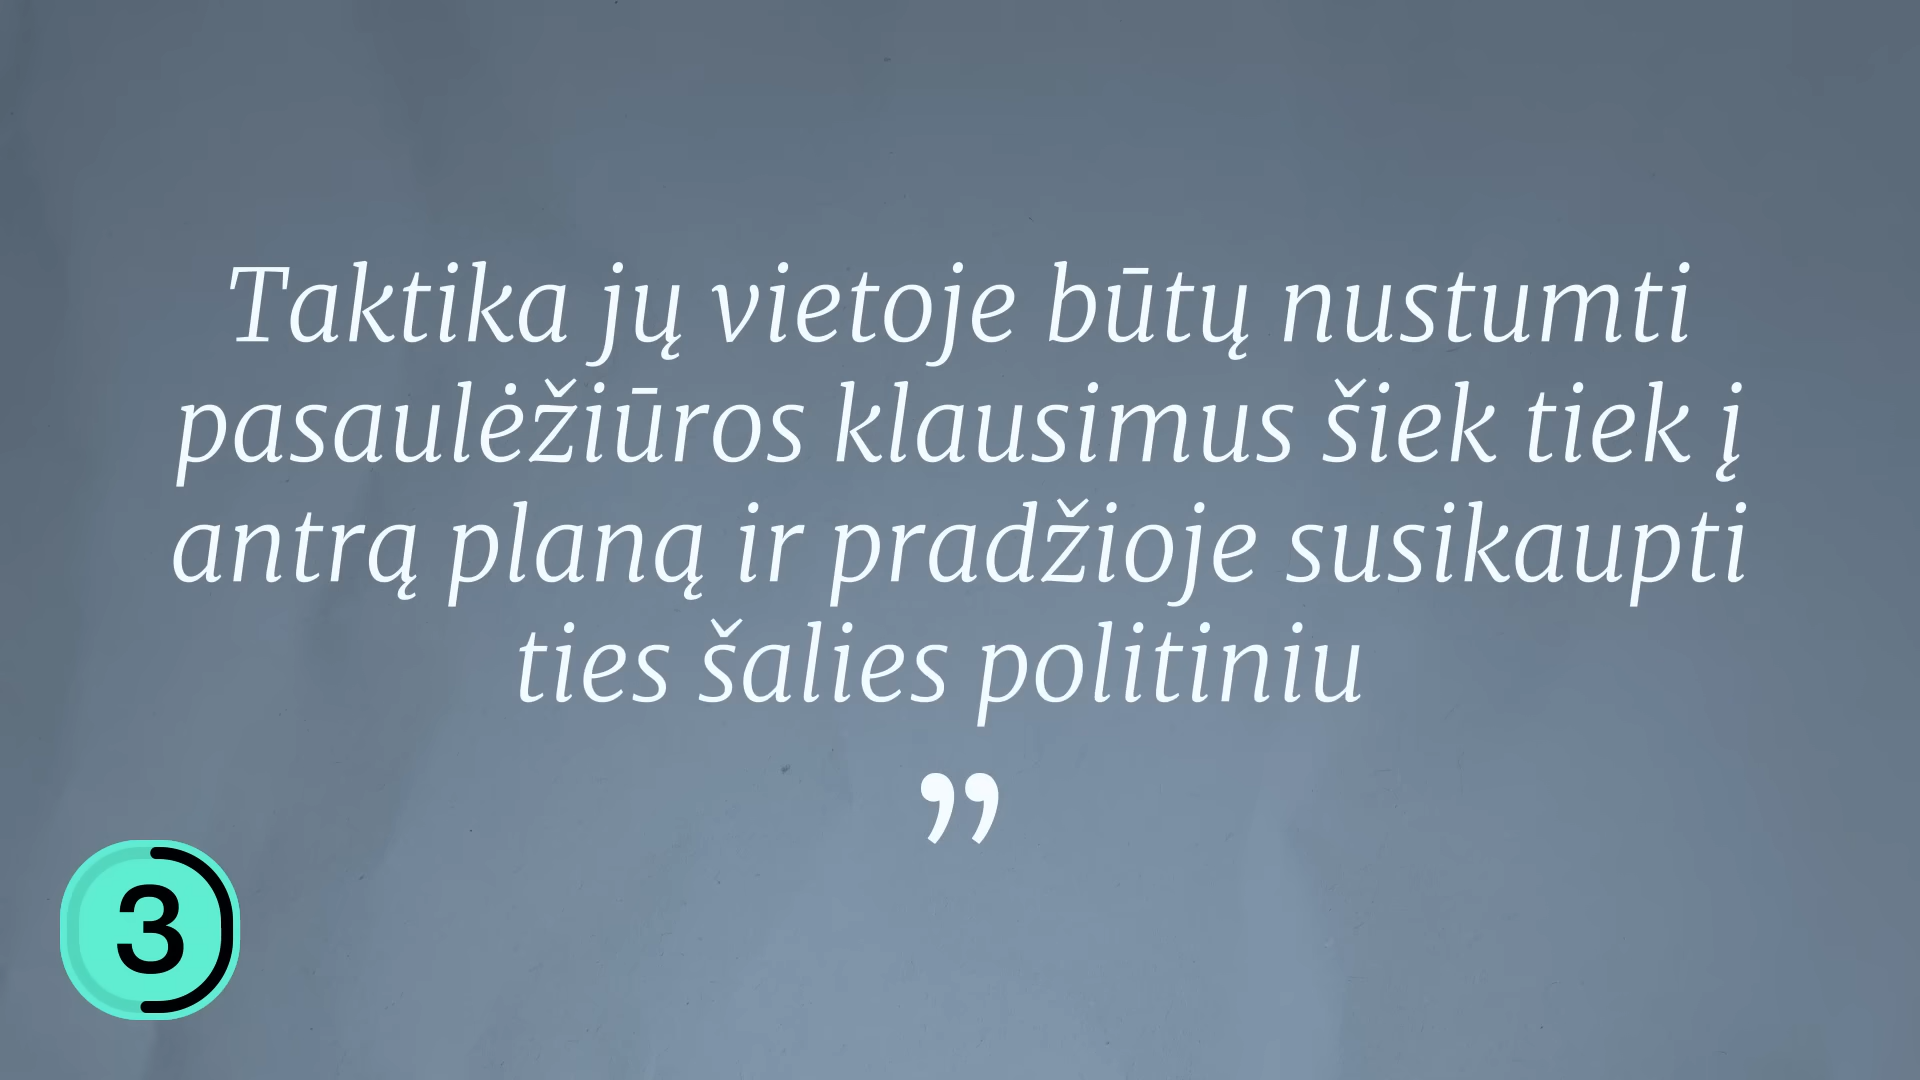 Taktika jų vietoje būtų nustumti
pasaulėžiūros klausimus šiek tiek į
antrą planą ir pradžioje susikaupti
ties šalies politiniu
”
3